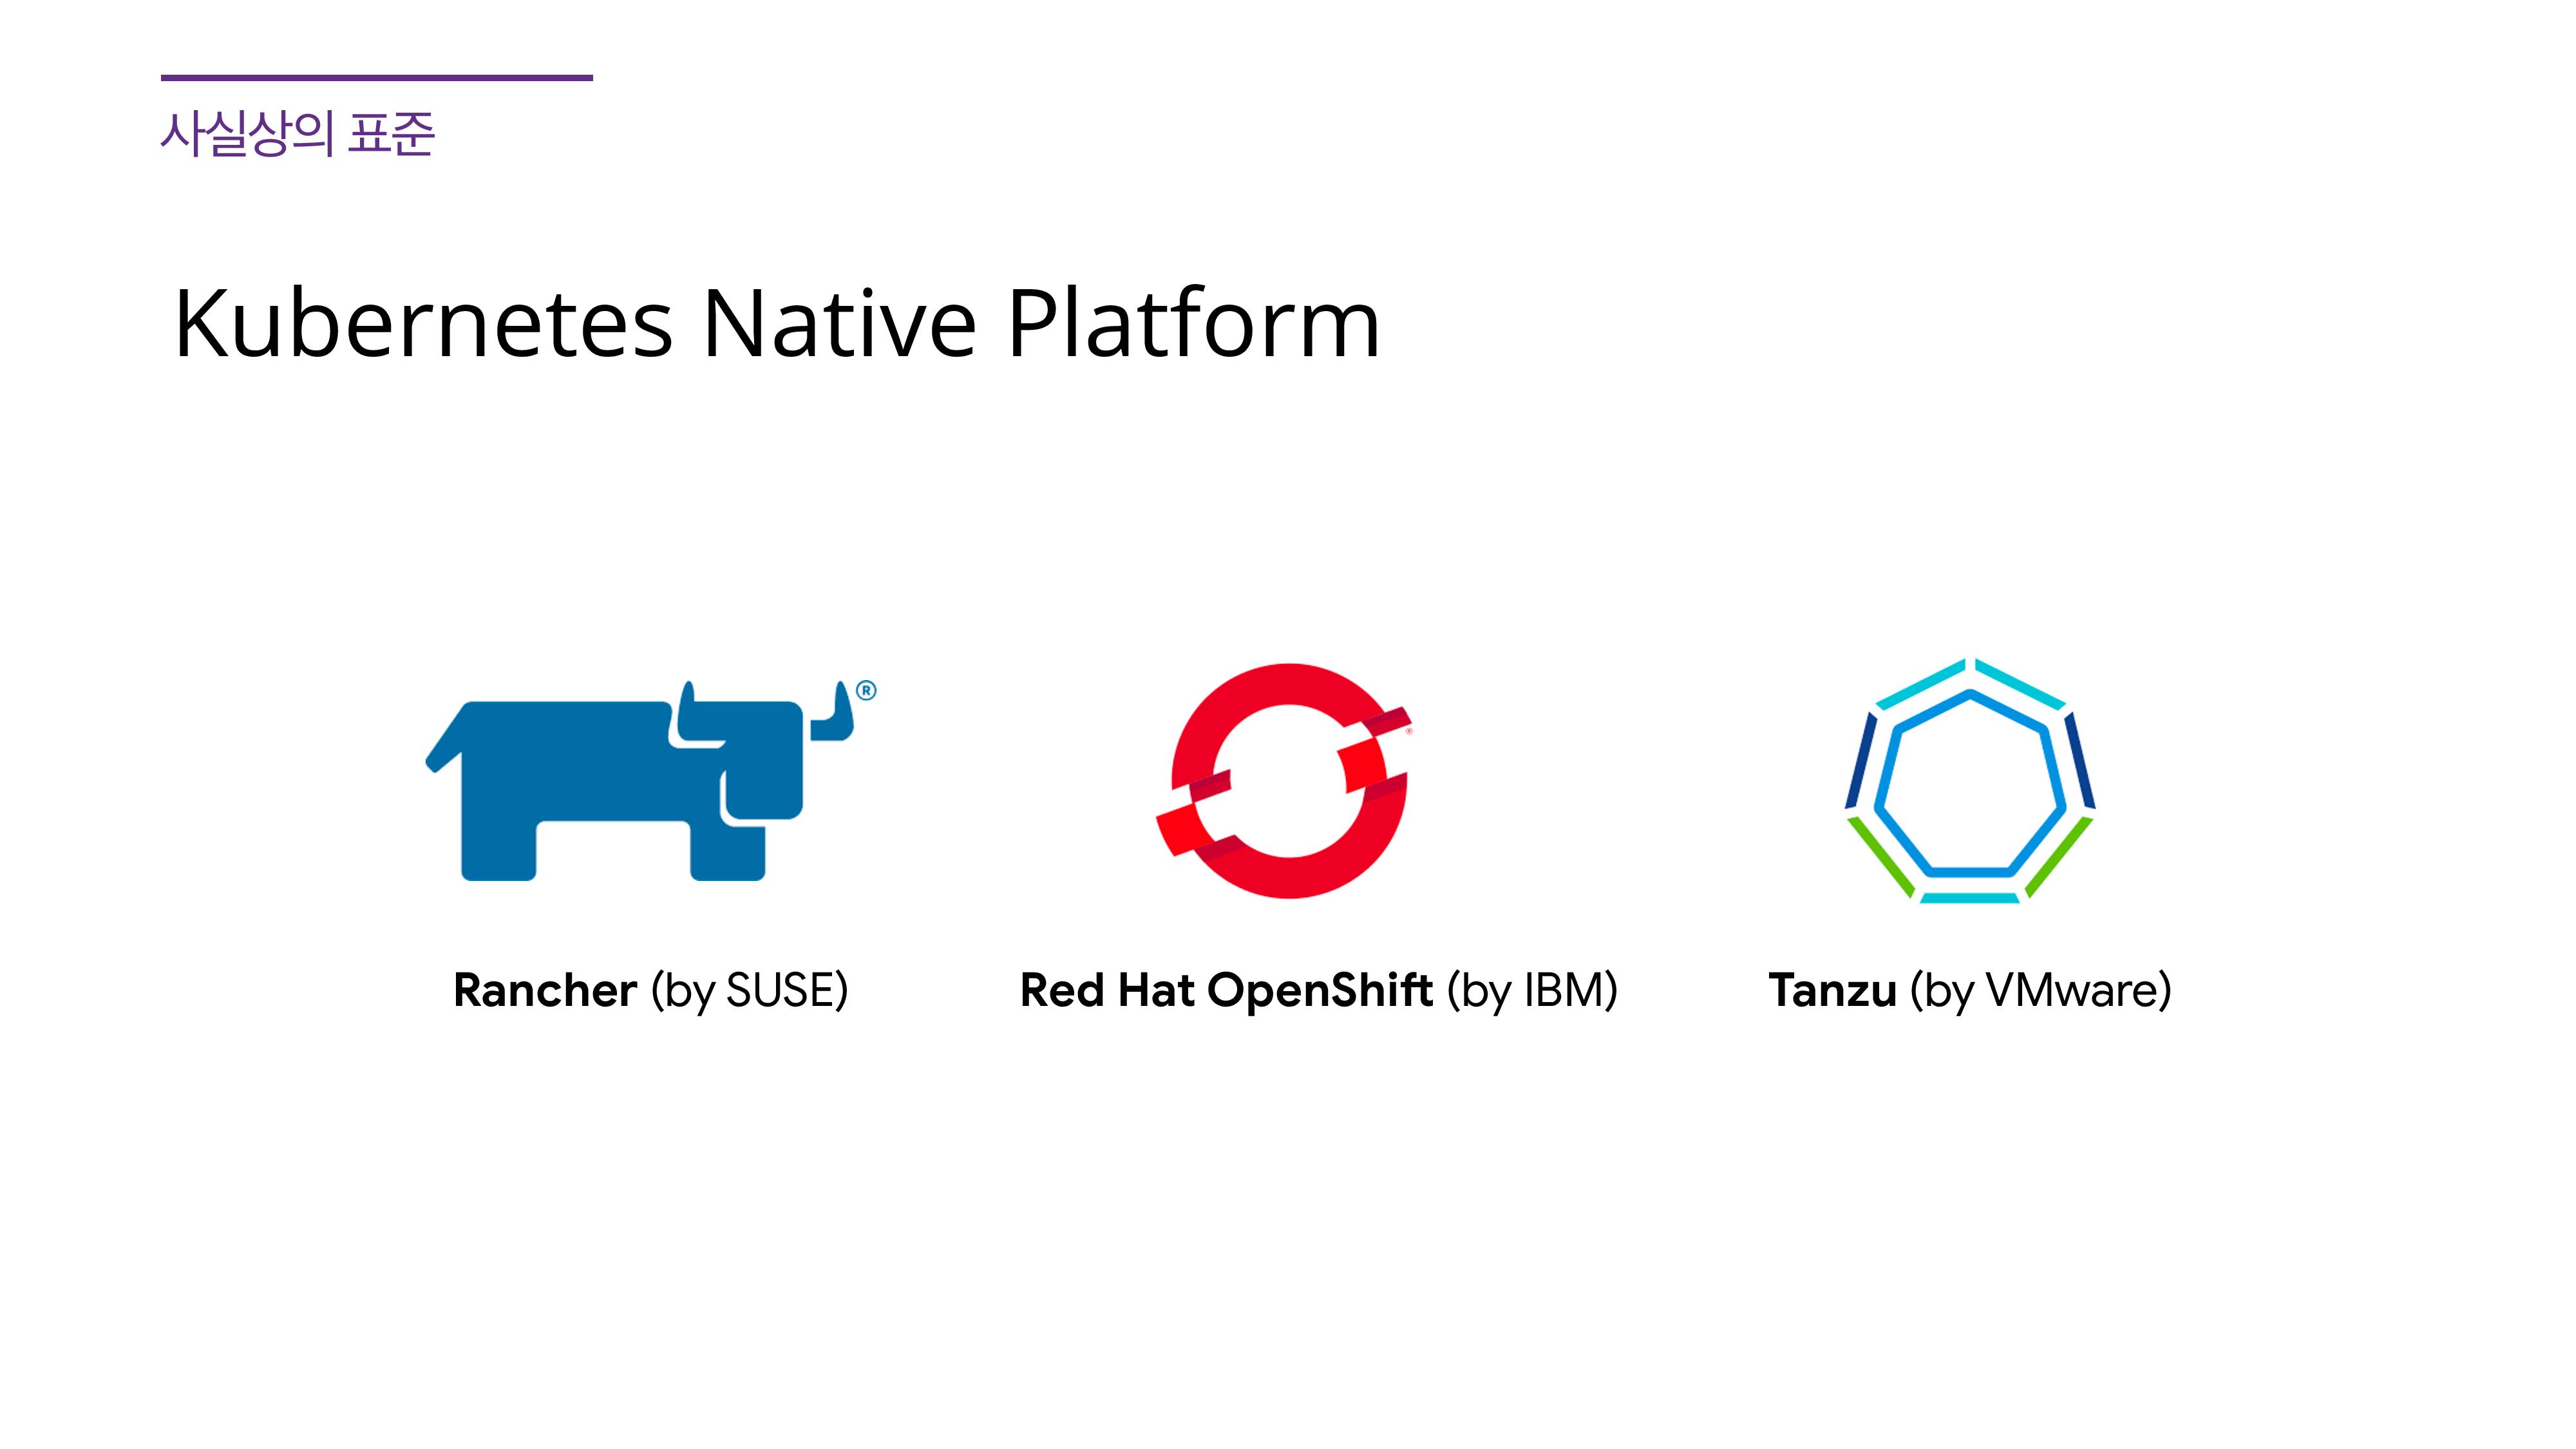 사실상의 표준
Kubernetes Native Platform
®
®
Rancher (by SUSE)
Red Hat OpenShift (by IBM)
Tanzu (by VMware)